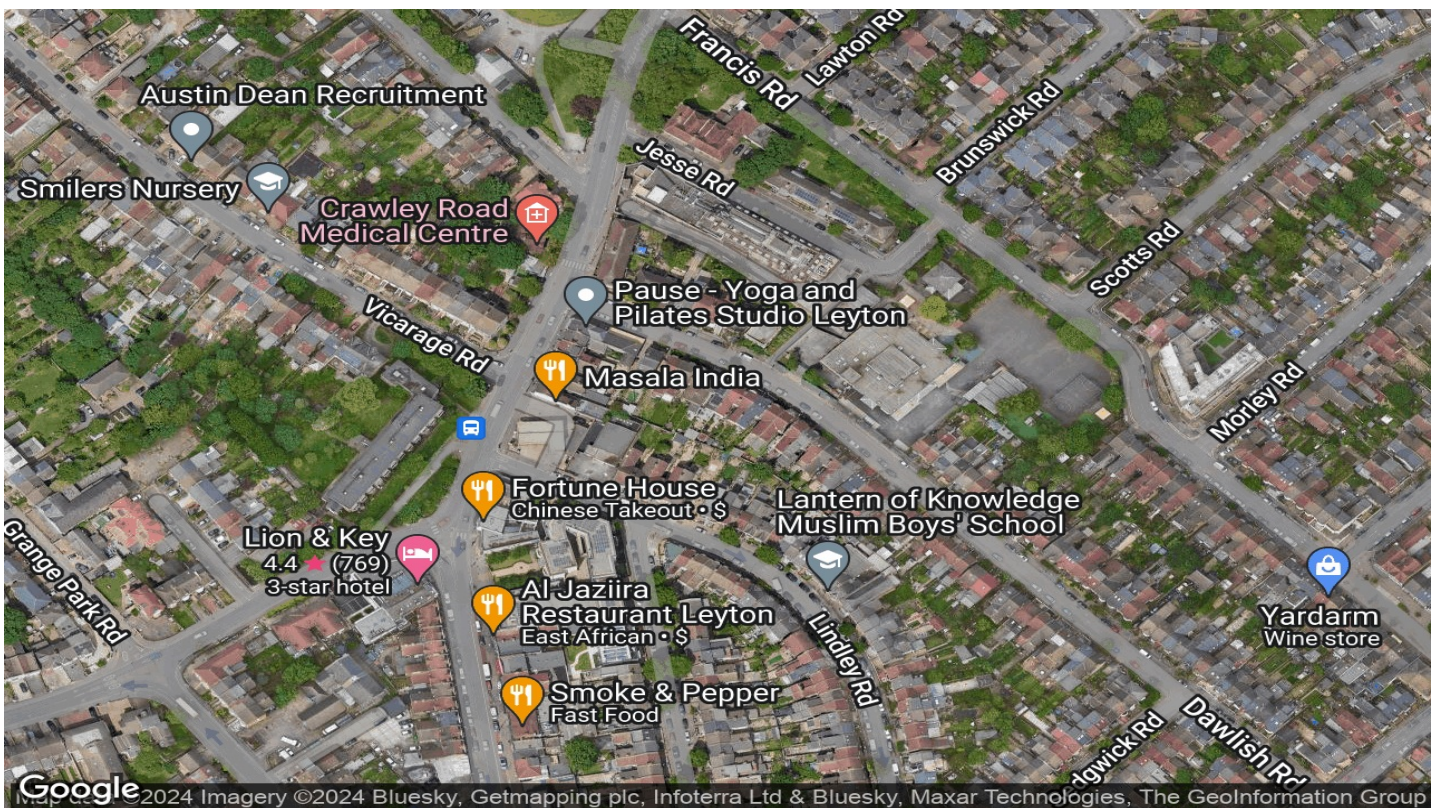 Francis Rd
Lawton Rd
Austin Dean Recruitment
Brunswick Rd
Jesse Rd
Smilers Nursery
Crawley Road
Medical Centre
Scotts Rd
Pause - Yoga and
Pilates Studio Leyton
Vicarage Rd
Masala India
Morley Rd
Fortune House
Chinese Takeout • $
Lantern of Knowledge
Muslim Boys' School
Lion & Key
4.4 ★ (769)
3-star hotel
Grange Park Rd
Al Jaziira
Restaurant Leyton
East African • $
Yardarm
Wine store
Lindley Rd
Smoke & Pepper
Fast Food
Dawlish Rd
edgwick Rd
Google
Map data ©2024 Imagery ©2024 Bluesky, Getmapping plc, Infoterra Ltd & Bluesky, Maxar Technologies, The GeoInformation Group